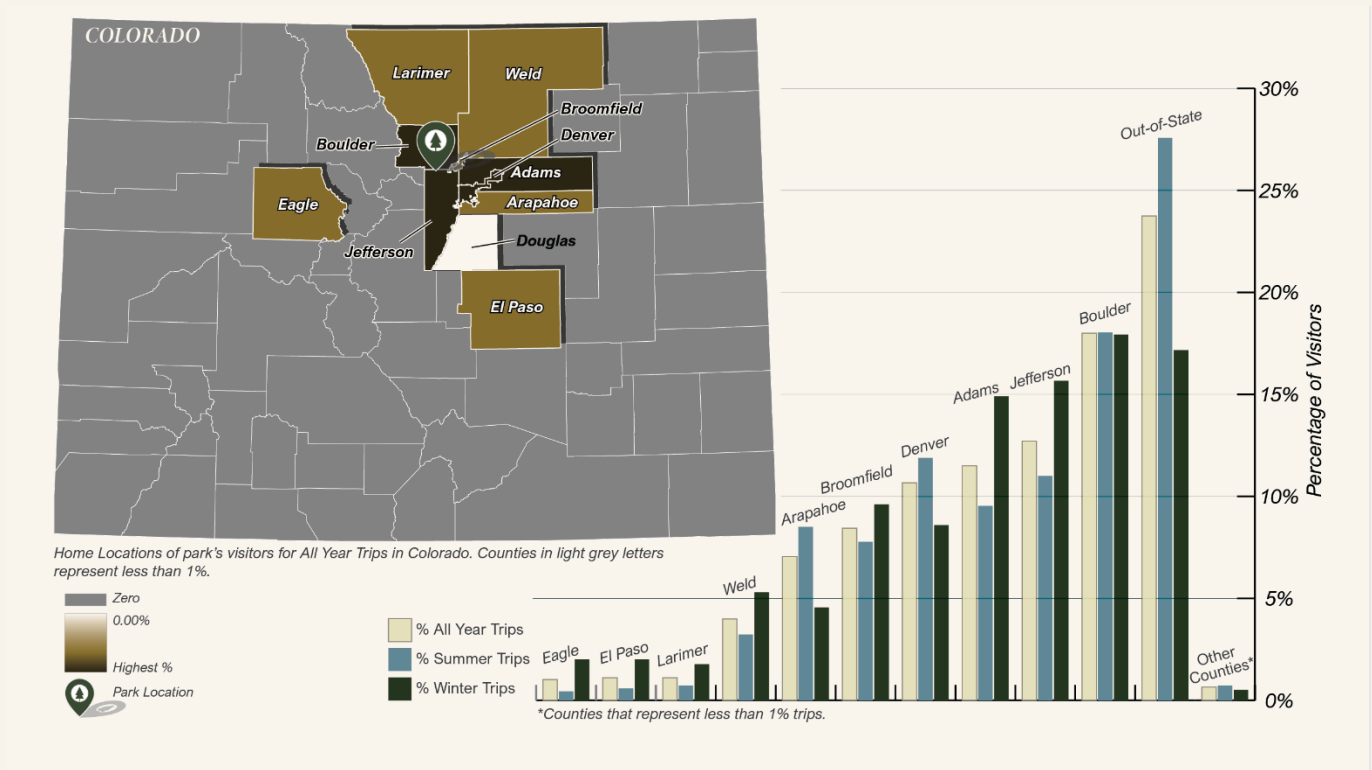 COLORADO
Larimer
Weld
Broomfield
Boulder
Denver
Adams
Eagle
Arapahoe
Jefferson
Douglas
El Paso
Home Locations of park's visitors for All Year Trips in Colorado. Counties in light grey letters
represent less than 1%.
Zero
0.00%
Highest %
Park Location
% All Year Trips
% Summer Trips
% Winter Trips
Eagle
El Paso
Larimer
Weld
Arapahoe
Broomfield
Denver
Adams
Jefferson
Boulder
Out-of-State
Other
Counties*
30%
25%
20%
15%
10%
5%
0%
Percentage of Visitors
*Counties that represent less than 1% trips.